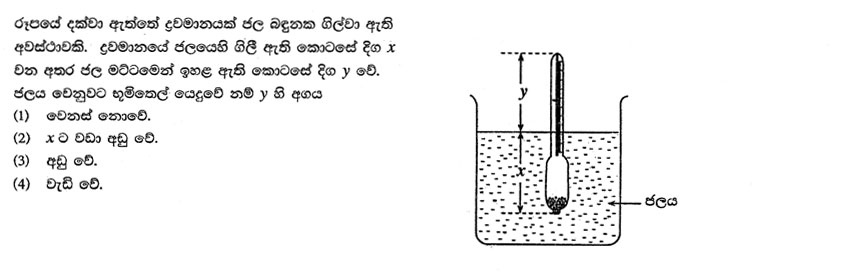 රූපයේ දක්වා ඇත්තේ ද්‍රවමානයක් ජල බඳුනක ගිල්වා ඇති
අවස්ථාවකි. ද්‍රවමානයේ ජලයෙහි ගිලී ඇති කොටසේ දිග x
වන අතර ජල මට්ටමෙන් ඉහළ ඇති කොටසේ දිග y වේ.
ජලය වෙනුවට භූමිතෙල් යෙදුවේ නම් y හි අගය
(1) වෙනස් නොවේ.
(2) x ට වඩා අඩු වේ.
(3) අඩු වේ.
(4) වැඩි වේ.
y
x
ජලය